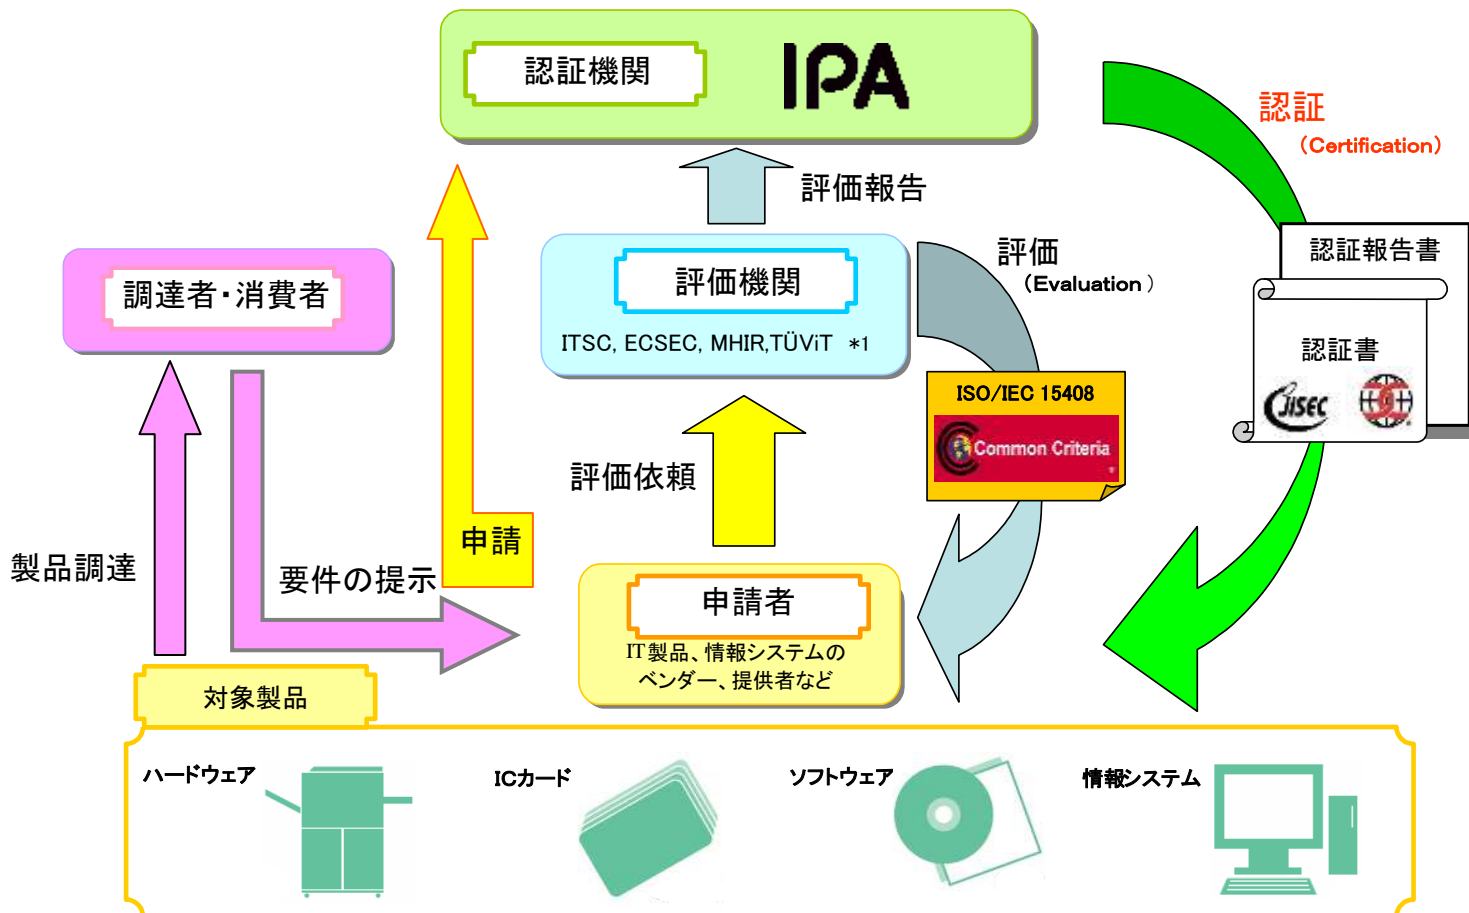 認証機関
IPA
認証
(Certification)
評価報告
調達者・消費者
評価機関
ITSC, ECSEC, MHIR,TÜViT *1
評価
(Evaluation )
認証報告書
認証書
JISEC
ISO/IEC 15408
Common Criteria
評価依頼
申請
製品調達
要件の提示
申請者
IT製品、情報システムの
ベンダー、提供者など
対象製品
ハードウェア
ICカード
ソフトウェア
情報システム